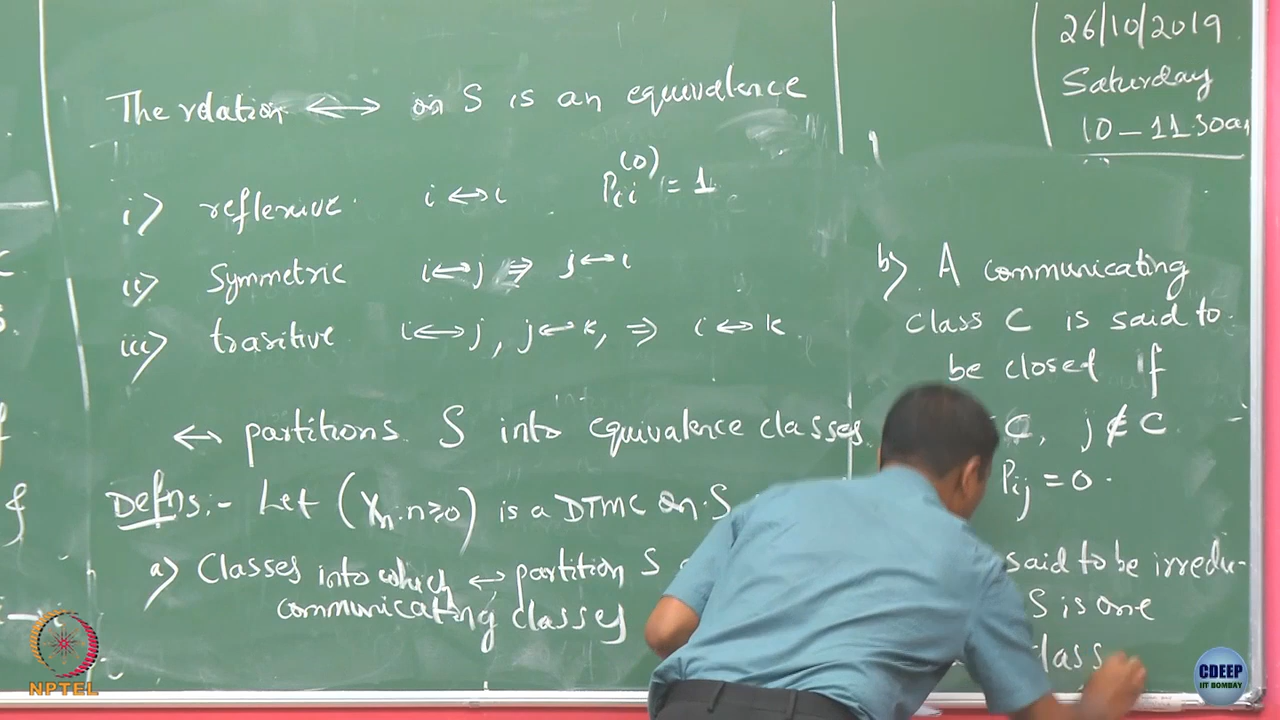 The relation ↔ on S is an equivalence
i) reflexive i ↔ i P_ii^(0) = 1
ii) Symmetric i ↔ j ⇒ j ↔ i
iii) trasitive i ↔ j, j ↔ k, ⇒ i ↔ k.
↔ partitions S into equivalence classes
Defns:- Let (X_n, n≥0) is a DTMC on S
a) Classes into which ↔ partition S
communicating classes
26/10/2019
Saturday
10 - 11.30am
b) A communicating
class C is said to
be closed if
C, j ∉ C.
P_ij = 0.
said to be irredu-
S is one
class
NPTEL
CDEEP
IIT BOMBAY